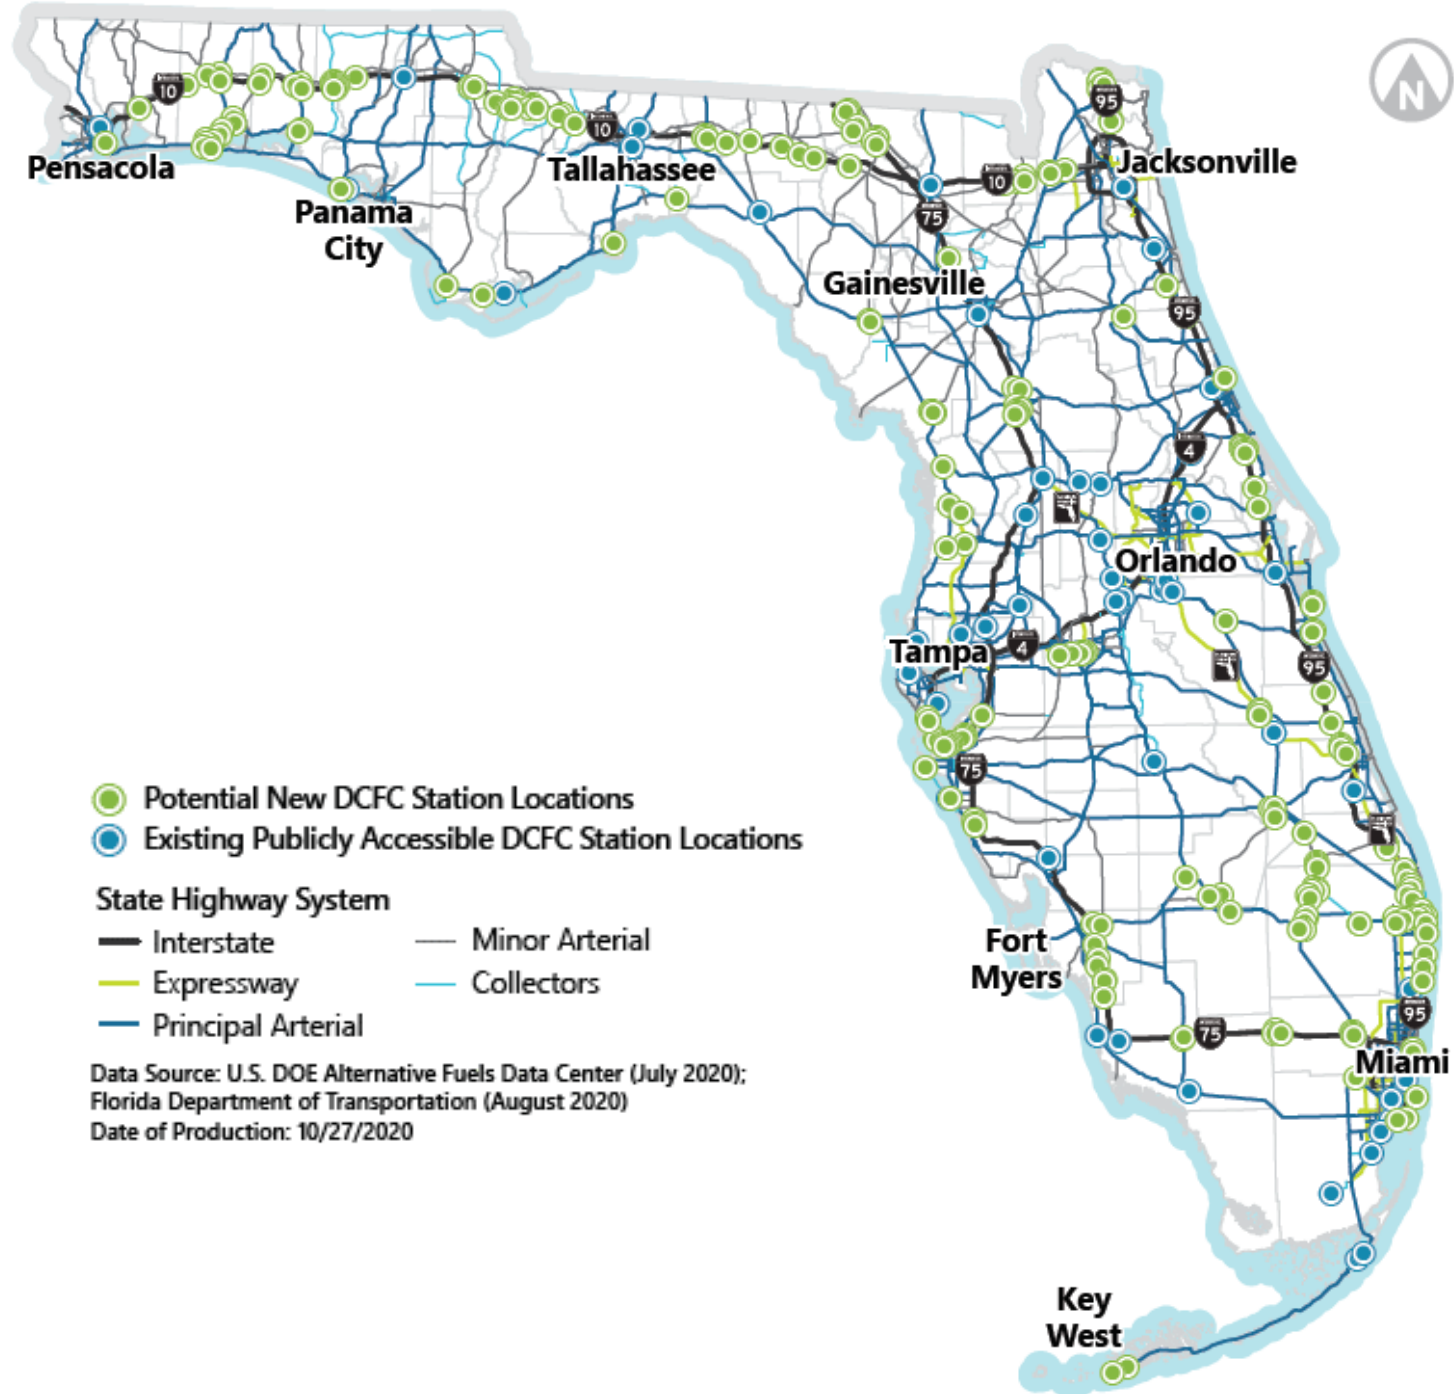 10
95
N
Pensacola
10
Tallahassee
10
Jacksonville
Panama
City
75
Gainesville
95
4
Orlando
Tampa
4
95
75
Potential New DCFC Station Locations
Existing Publicly Accessible DCFC Station Locations
State Highway System
Interstate
Minor Arterial
Expressway
Collectors
Principal Arterial
Fort
Myers
75
95
Miami
Data Source: U.S. DOE Alternative Fuels Data Center (July 2020);
Florida Department of Transportation (August 2020)
Date of Production: 10/27/2020
Key
West